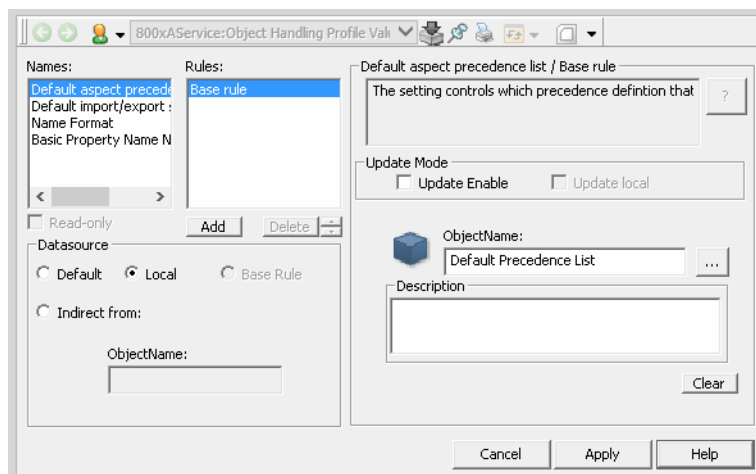 800xAService:Object Handling Profile Valu
Names:
Rules:
Default aspect precede
Default import/export s
Name Format
Basic Property Name N
Base rule
Read-only
Add
Delete
Datasource
Default
Local
Base Rule
Indirect from:
ObjectName:
Default aspect precedence list / Base rule
The setting controls which precedence defintion that
?
Update Mode
Update Enable
Update local
ObjectName:
Default Precedence List
...
Description
Clear
Cancel
Apply
Help